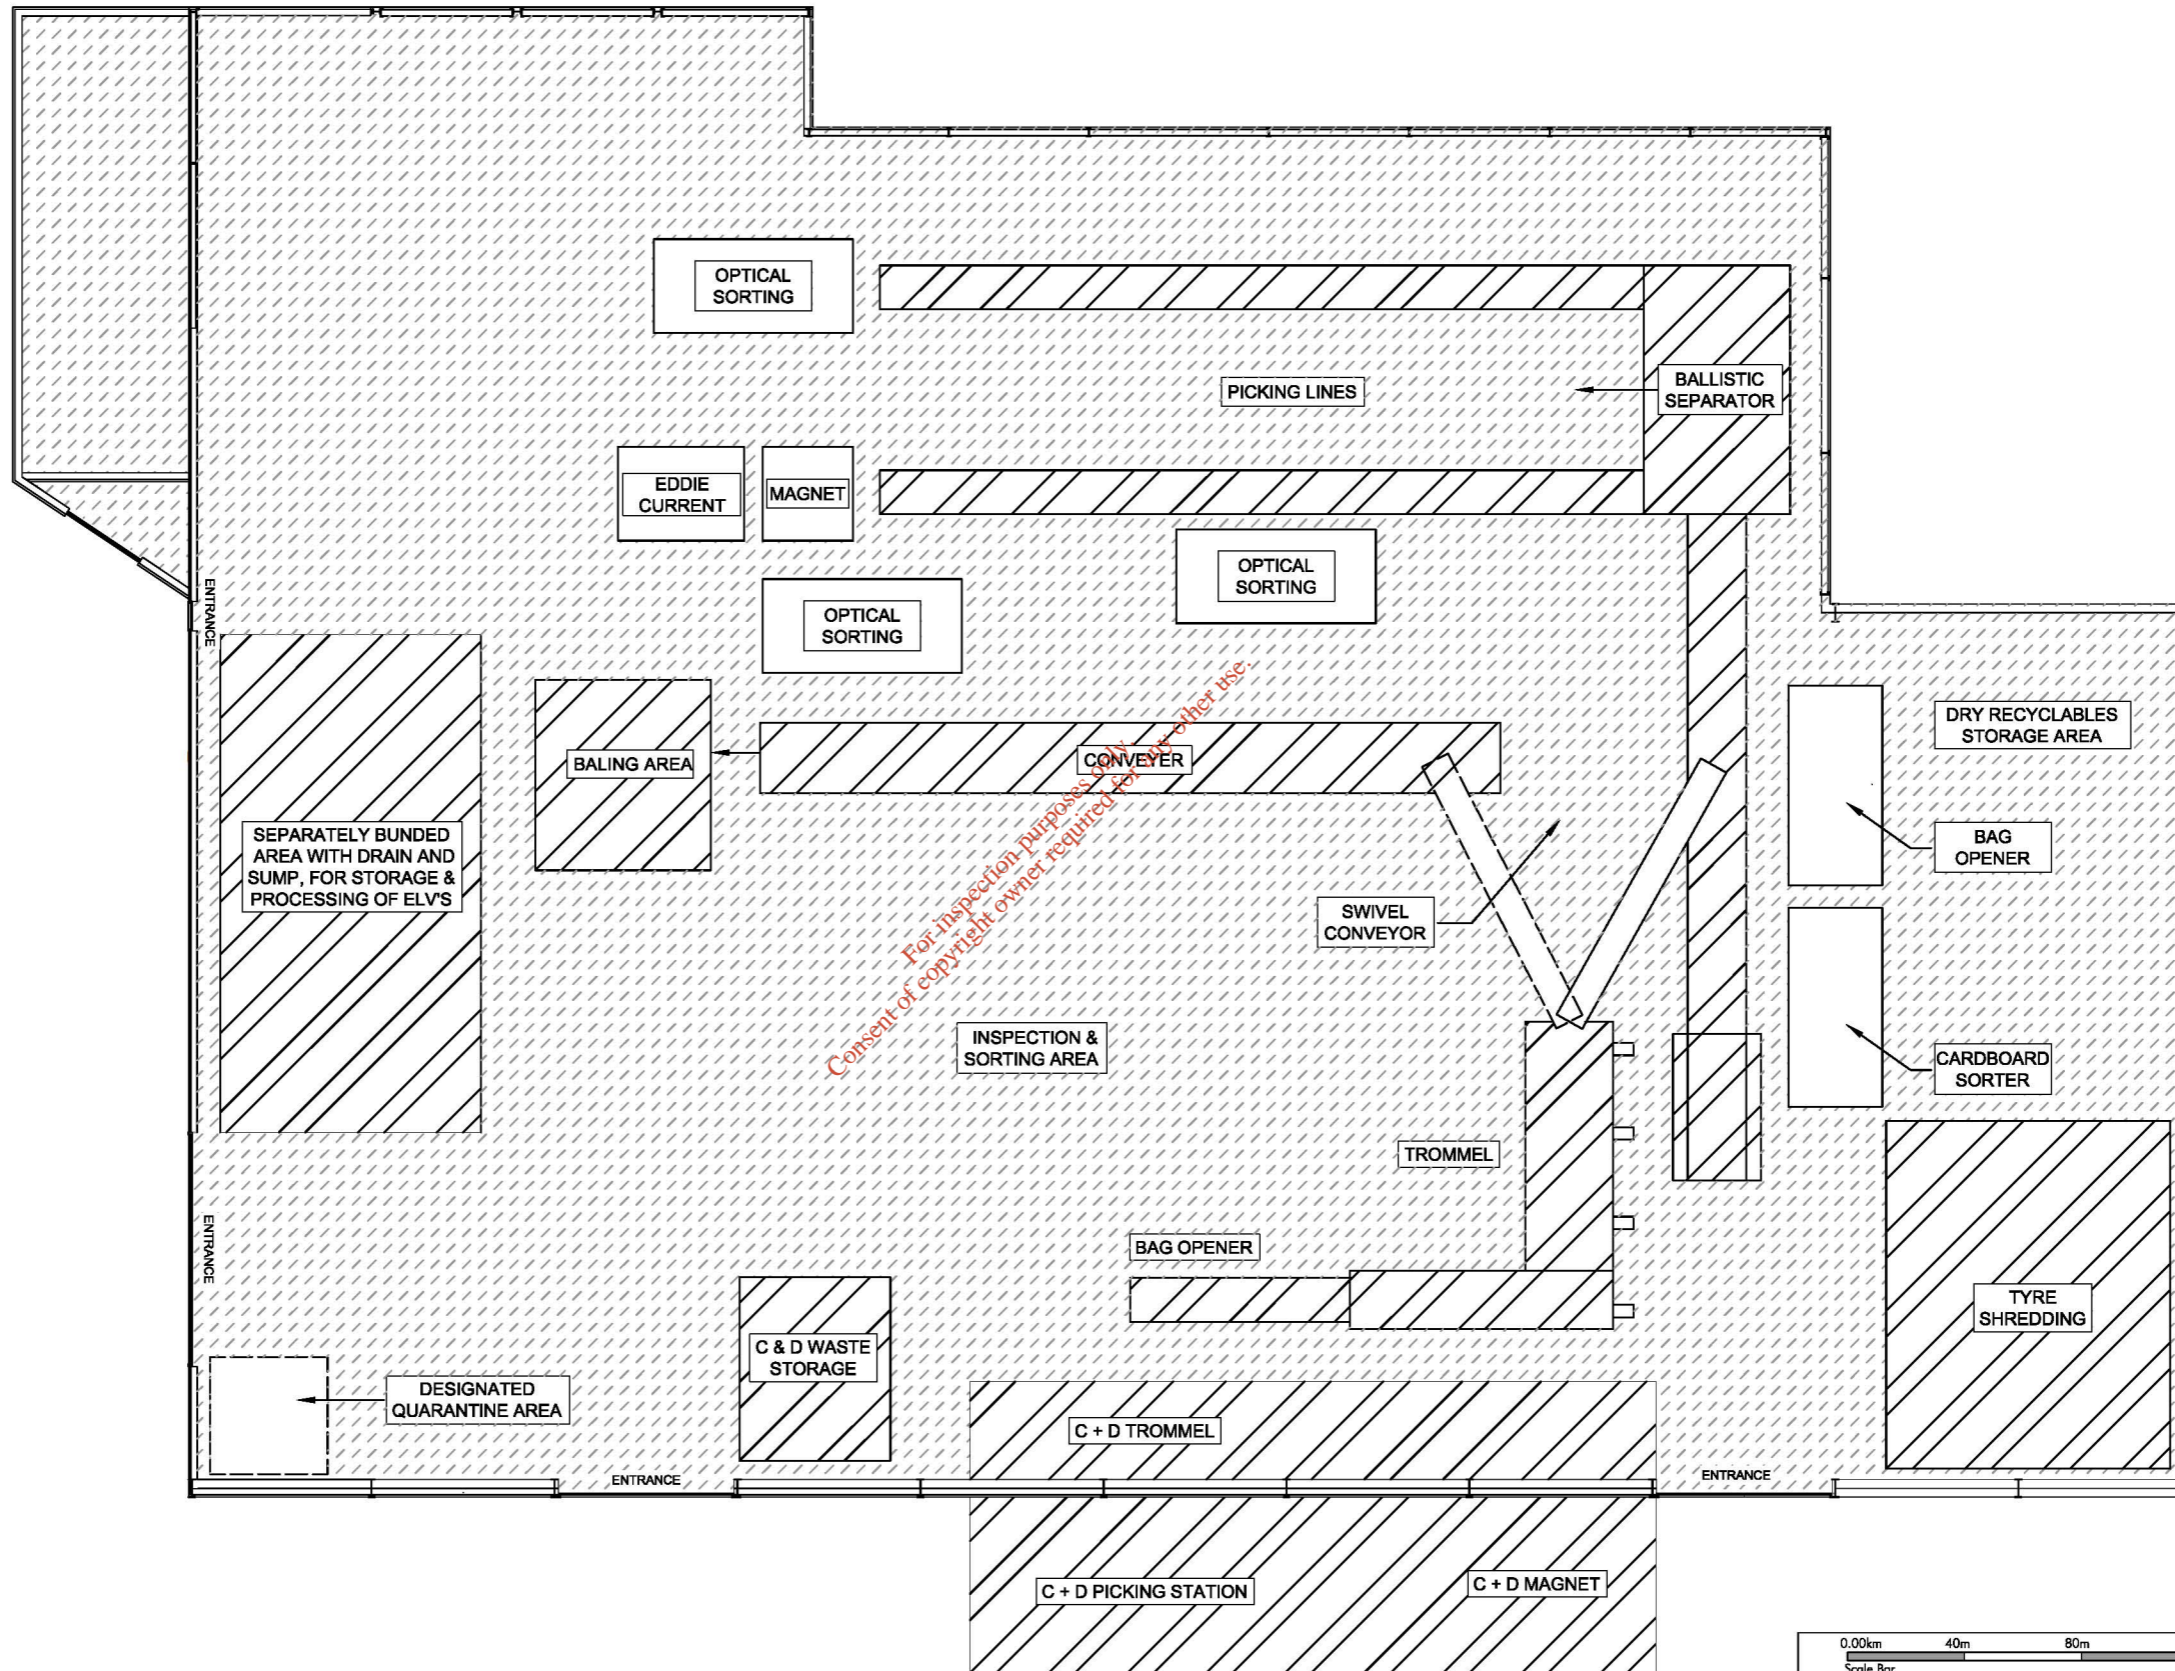 OPTICAL
SORTING
PICKING LINES
BALLISTIC
SEPARATOR
EDDIE
CURRENT
MAGNET
OPTICAL
SORTING
OPTICAL
SORTING
ENTRANCE
DRY RECYCLABLES
STORAGE AREA
BALING AREA
CONVEYER
BAG
OPENER
SEPARATELY BUNDED
AREA WITH DRAIN AND
SUMP, FOR STORAGE &
PROCESSING OF ELV'S
SWIVEL
CONVEYOR
For inspection purposes only.
Consent of copyright owner required for any other use.
INSPECTION &
SORTING AREA
CARDBOARD
SORTER
TROMMEL
ENTRANCE
BAG OPENER
TYRE
SHREDDING
C & D WASTE
STORAGE
DESIGNATED
QUARANTINE AREA
C + D TROMMEL
ENTRANCE
ENTRANCE
C + D PICKING STATION
C + D MAGNET
0.00km 40m 80m
Scale Bar